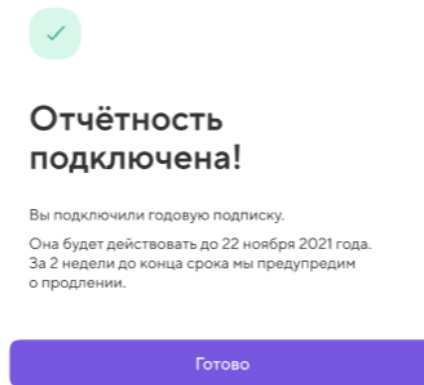 Отчётность
подключена!
Вы подключили годовую подписку.
Она будет действовать до 22 ноября 2021 года.
За 2 недели до конца срока мы предупредим
о продлении.
Готово